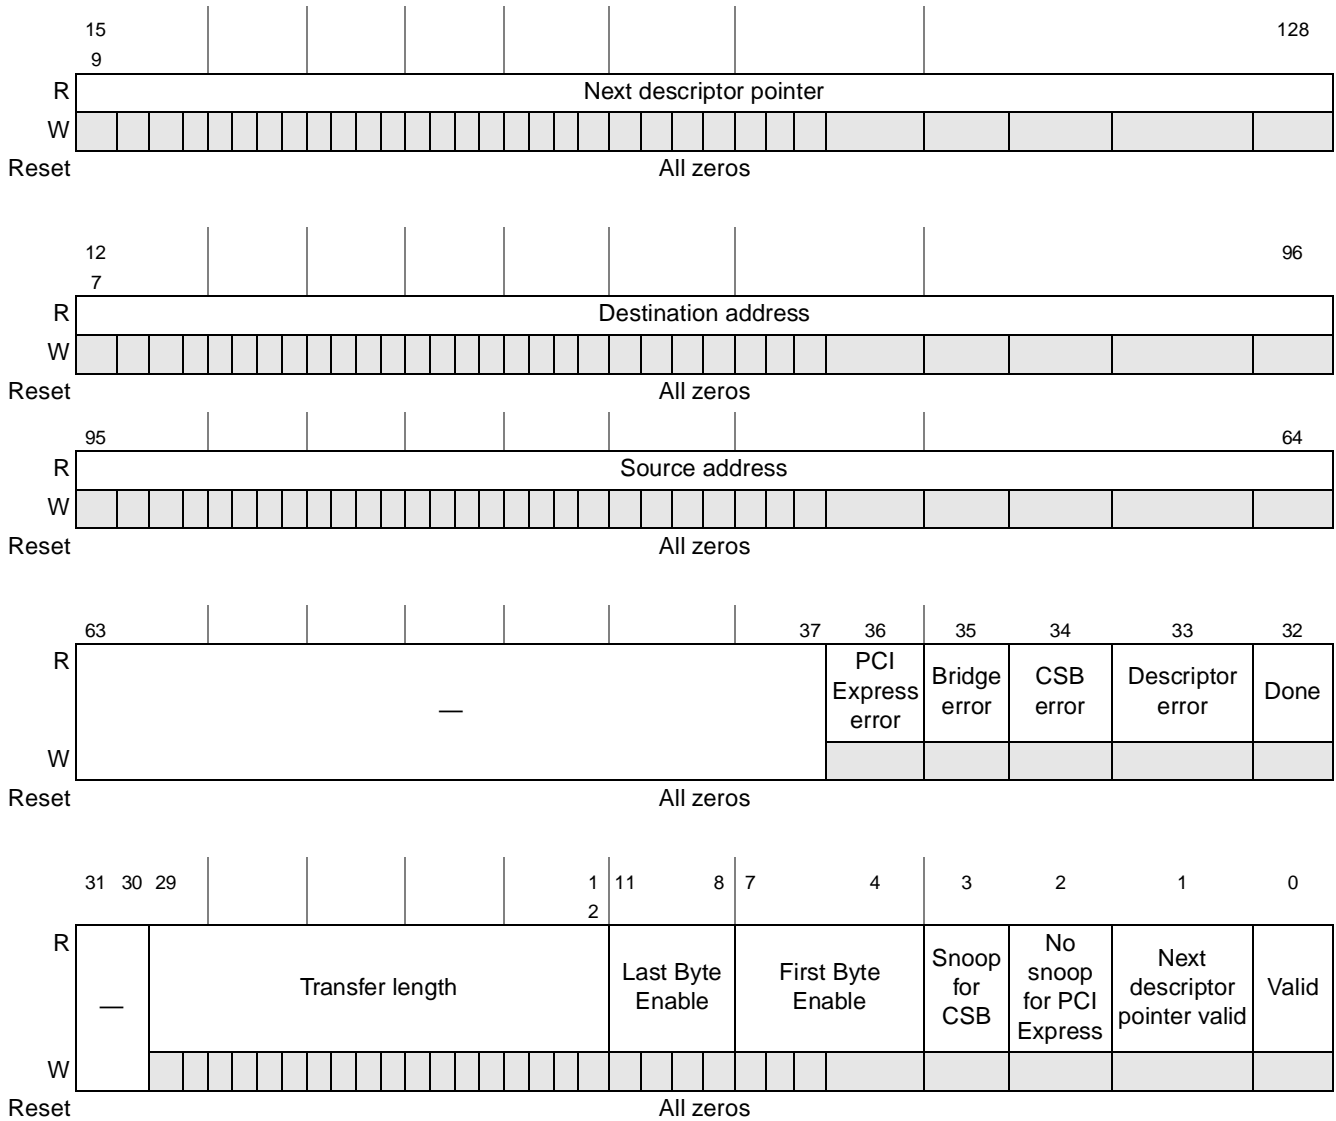 15 128
9
R Next descriptor pointer
W
Reset All zeros
12 96
7
R Destination address
W
Reset All zeros
95 64
R Source address
W
Reset All zeros
63 37 36 35 34 33 32
R — PCI Express error Bridge error CSB error Descriptor error Done
W
Reset All zeros
31 30 29 1 11 8 7 4 3 2 1 0
2
R — Transfer length Last Byte Enable First Byte Enable Snoop for CSB No snoop for PCI Express Next descriptor pointer valid Valid
W
Reset All zeros